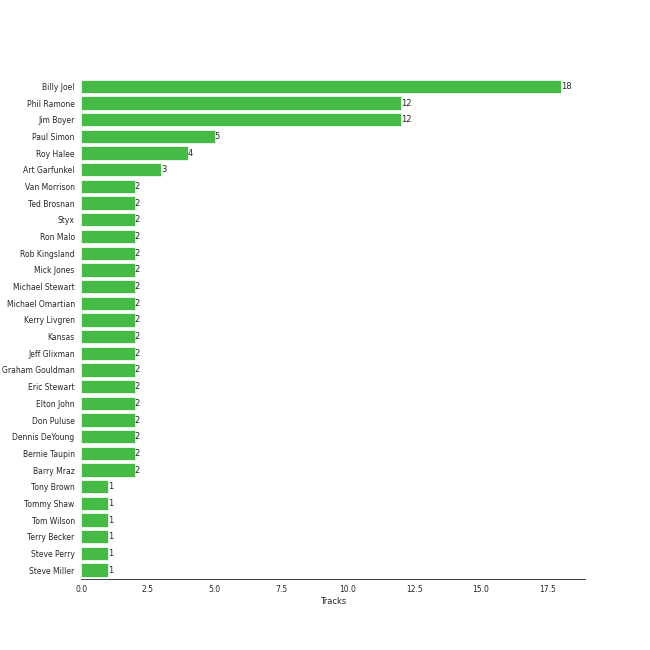 Billy Joel 18
Phil Ramone 12
Jim Boyer 12
Paul Simon 5
Roy Halee 4
Art Garfunkel 3
Van Morrison 2
Ted Brosnan 2
Styx 2
Ron Malo 2
Rob Kingsland 2
Mick Jones 2
Michael Stewart 2
Michael Omartian 2
Kerry Livgren 2
Kansas 2
Jeff Glixman 2
Graham Gouldman 2
Eric Stewart 2
Elton John 2
Don Puluse 2
Dennis DeYoung 2
Bernie Taupin 2
Barry Mraz 2
Tony Brown 1
Tommy Shaw 1
Tom Wilson 1
Terry Becker 1
Steve Perry 1
Steve Miller 1
0.0 2.5 5.0 7.5 10.0 12.5 15.0 17.5
Tracks